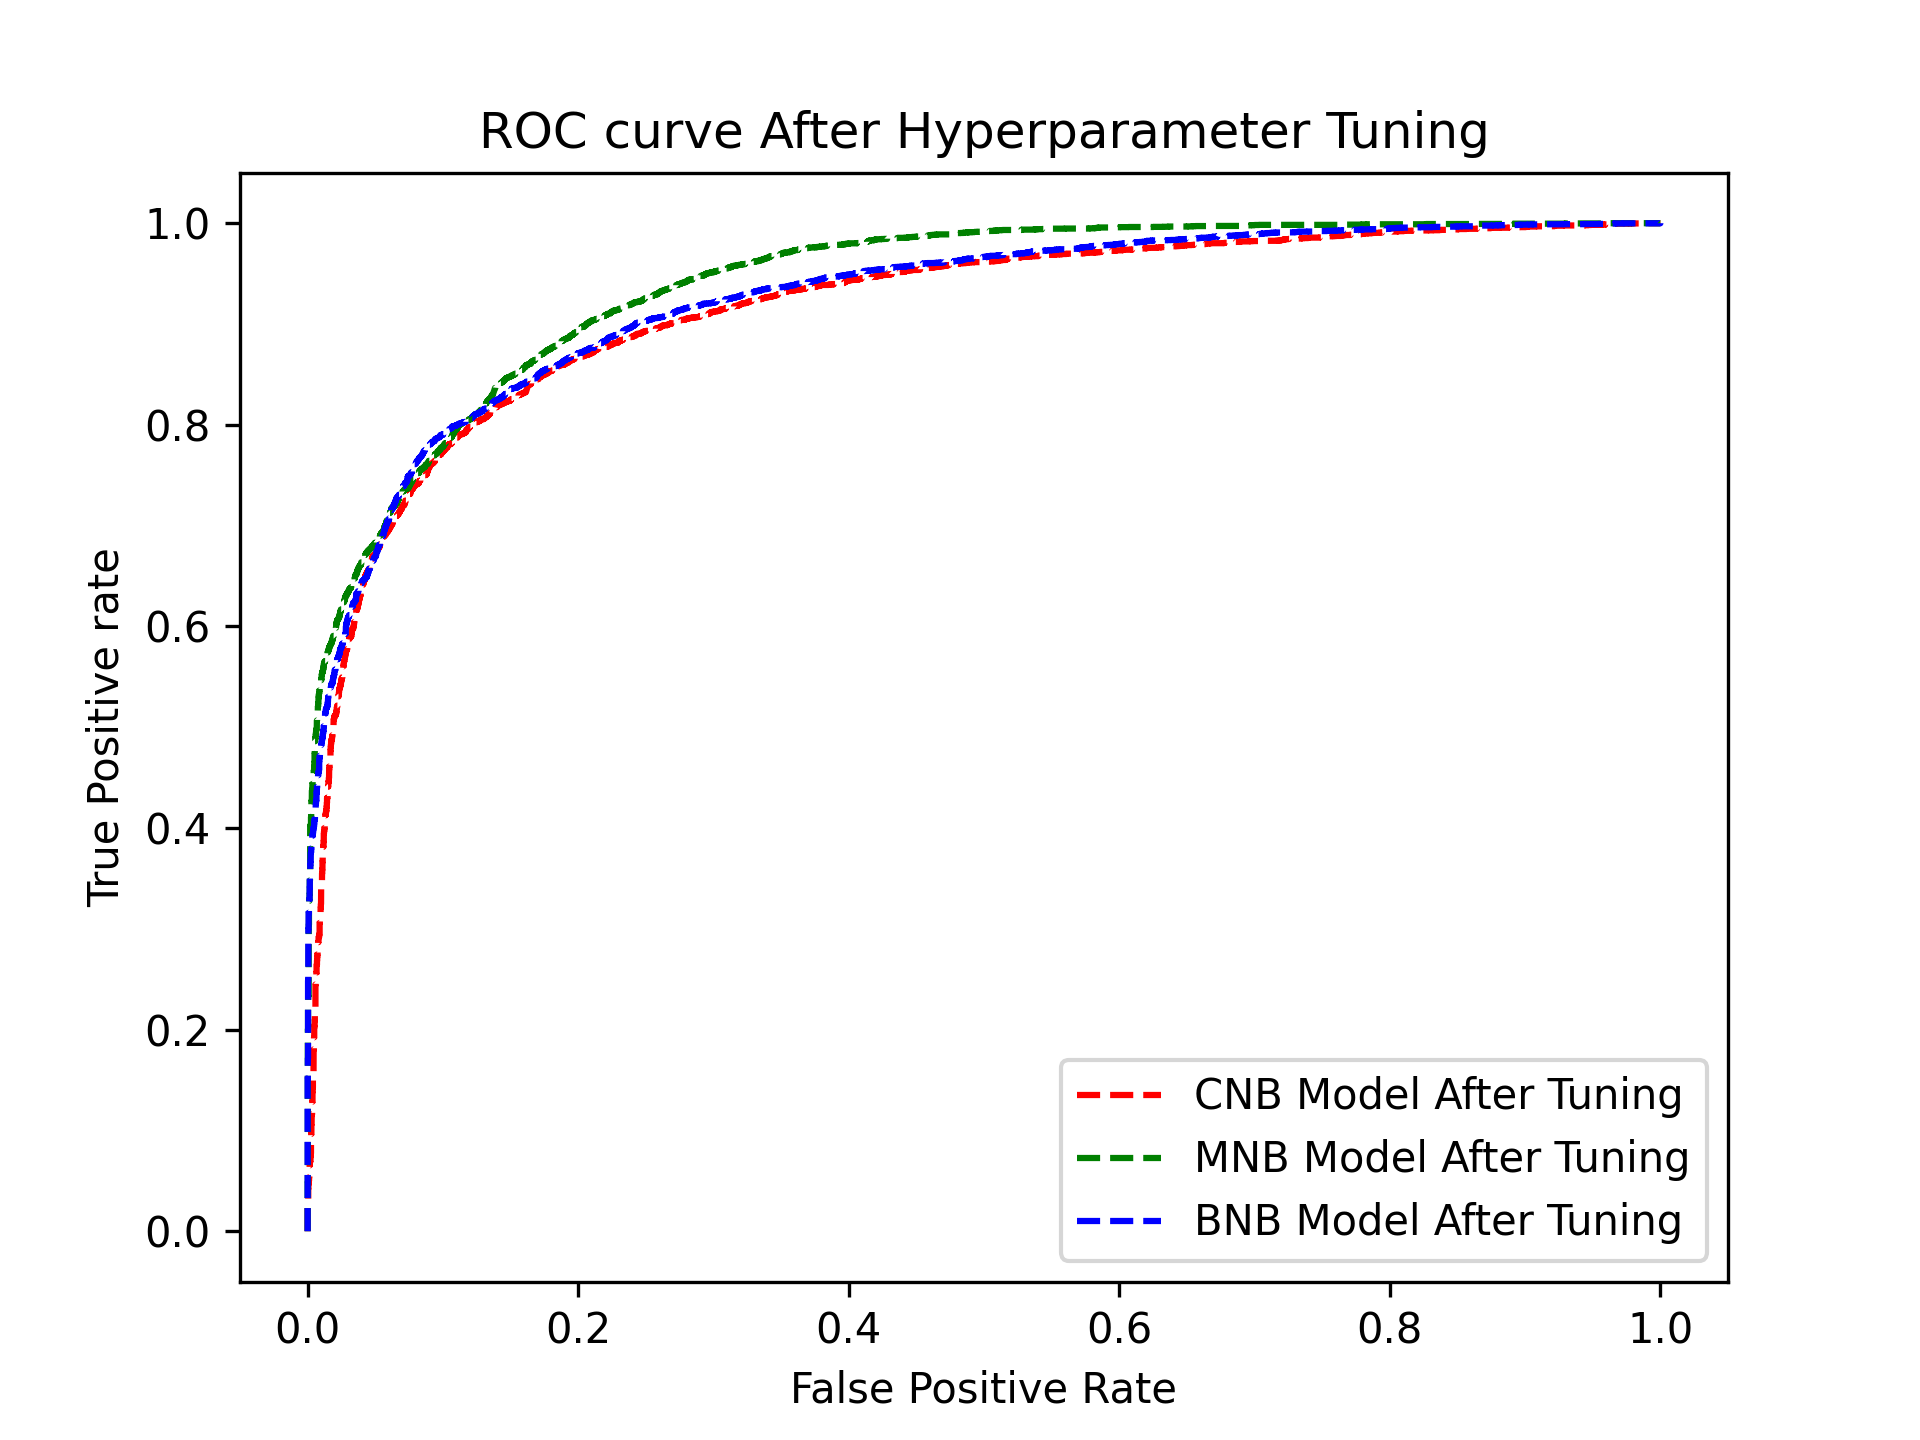 ROC curve After Hyperparameter Tuning
1.0
0.8
0.6
0.4
0.2
0.0
True Positive rate
CNB Model After Tuning
MNB Model After Tuning
BNB Model After Tuning
0.0 0.2 0.4 0.6 0.8 1.0
False Positive Rate